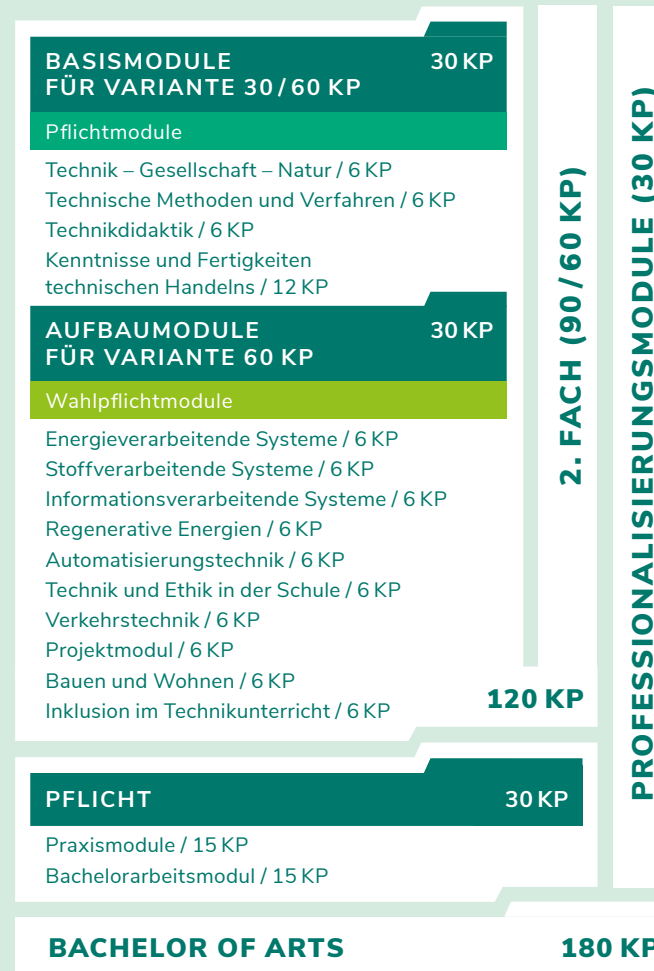 BASISMODULE 30 KP
FÜR VARIANTE 30/60 KP
Pflichtmodule
Technik – Gesellschaft – Natur / 6 KP
Technische Methoden und Verfahren / 6 KP
Technikdidaktik / 6 KP
Kenntnisse und Fertigkeiten
technischen Handelns / 12 KP
AUFBAUMODULE 30 KP
FÜR VARIANTE 60 KP
Wahlpflichtmodule
Energieverarbeitende Systeme / 6 KP
Stoffverarbeitende Systeme / 6 KP
Informationsverarbeitende Systeme / 6 KP
Regenerative Energien / 6 KP
Automatisierungstechnik / 6 KP
Technik und Ethik in der Schule / 6 KP
Verkehrstechnik / 6 KP
Projektmodul / 6 KP
Bauen und Wohnen / 6 KP
Inklusion im Technikunterricht / 6 KP
120 KP
2. FACH (90/60 KP)
PROFESSIONALISIERUNGSMODULE (30 KP)
PFLICHT 30 KP
Praxismodule / 15 KP
Bachelorarbeitsmodul / 15 KP
BACHELOR OF ARTS 180 KP